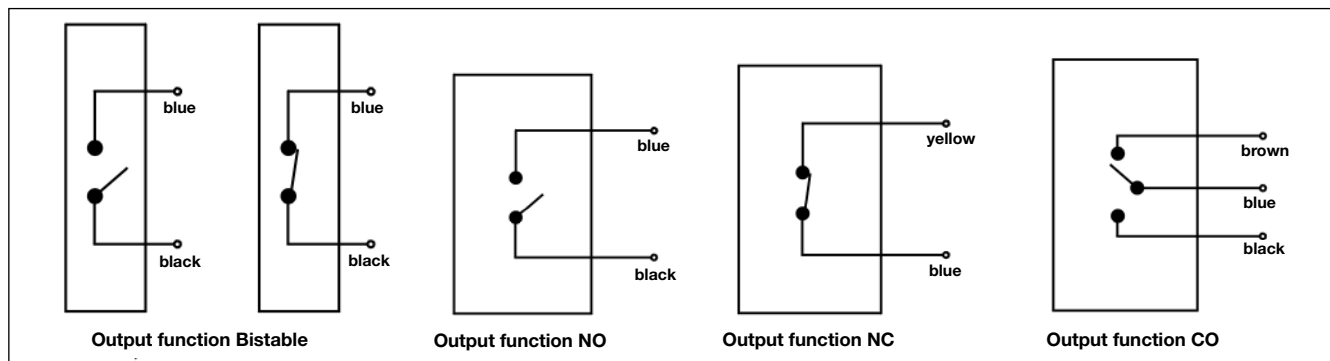 blue
black
blue
black
Output function Bistable
blue
black
Output function NO
yellow
blue
Output function NC
brown
blue
black
Output function CO